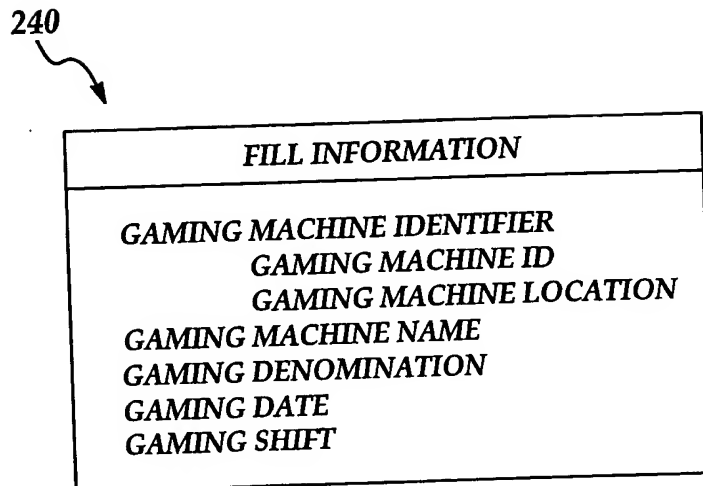 240
FILL INFORMATION
GAMING MACHINE IDENTIFIER
GAMING MACHINE ID
GAMING MACHINE LOCATION
GAMING MACHINE NAME
GAMING DENOMINATION
GAMING DATE
GAMING SHIFT